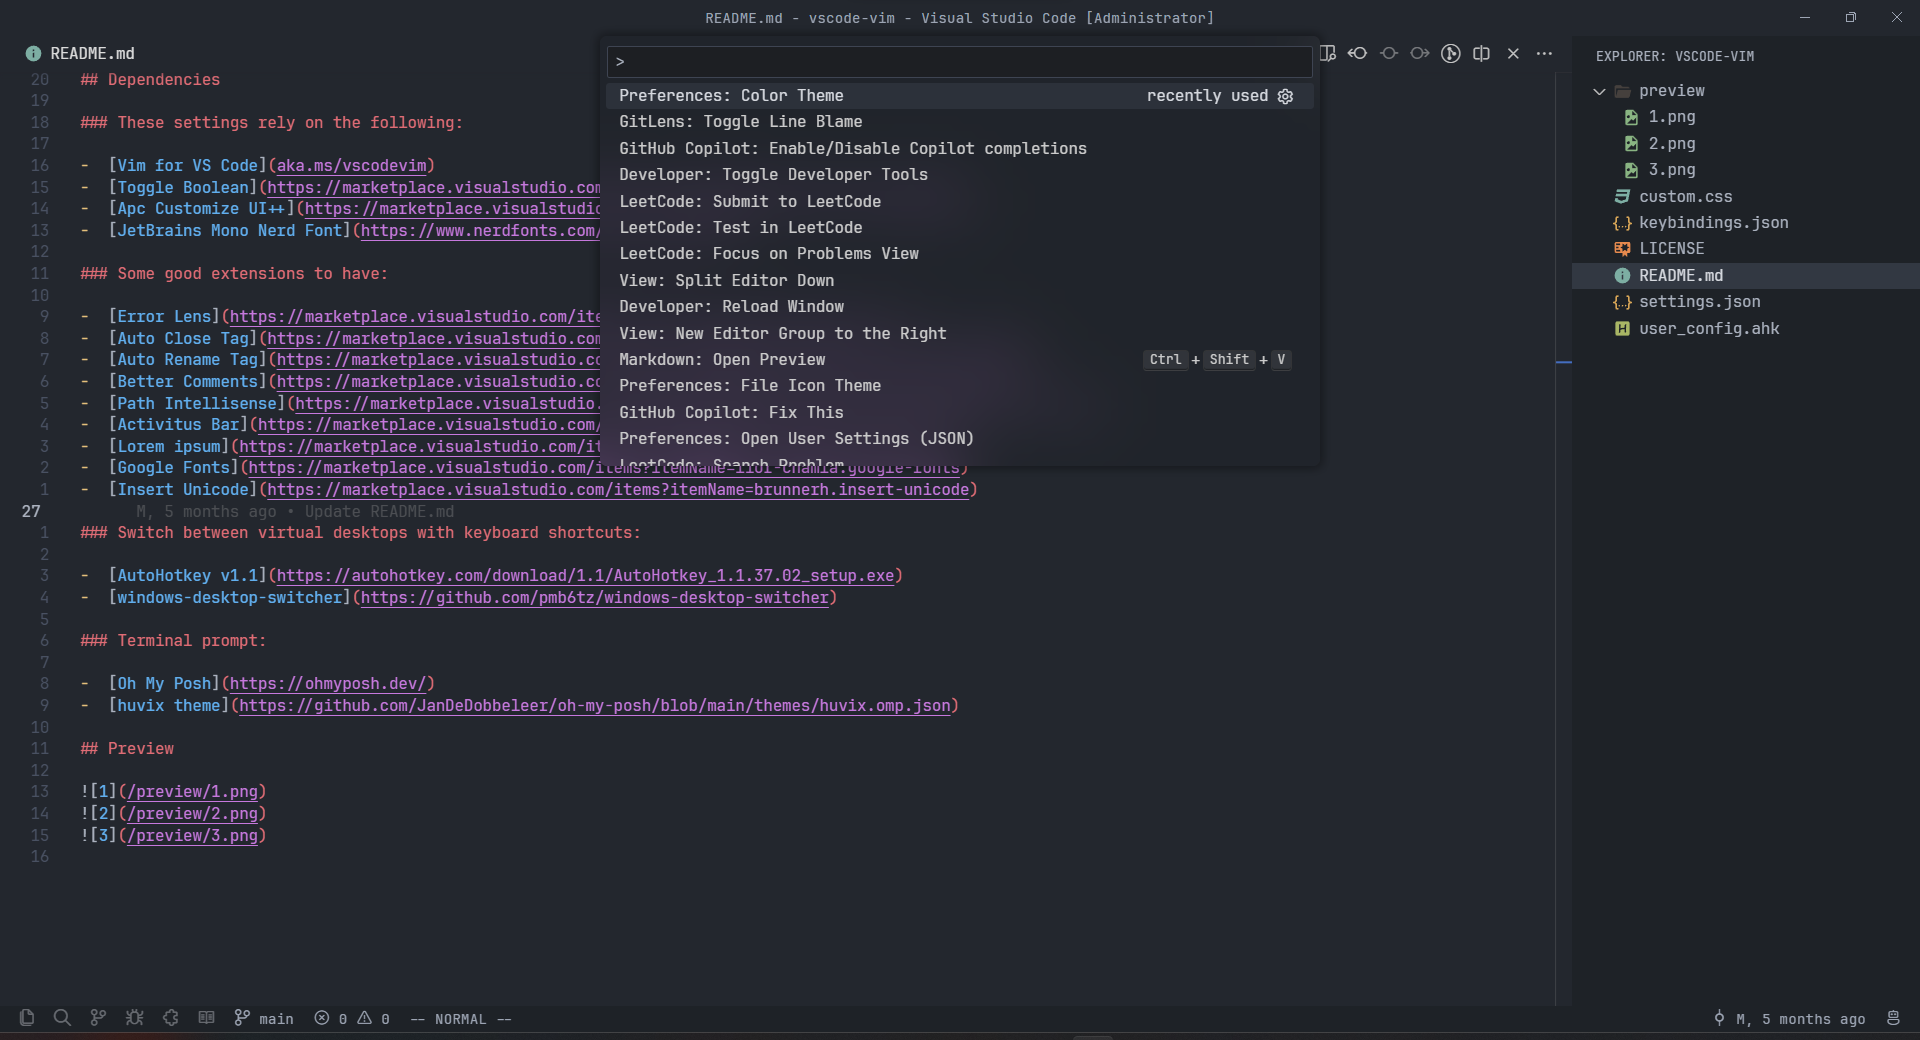 README.md - vscode-vim - Visual Studio Code [Administrator]
README.md
EXPLORER: VSCODE-VIM
>
Preferences: Color Theme recently used
GitLens: Toggle Line Blame
GitHub Copilot: Enable/Disable Copilot completions
Developer: Toggle Developer Tools
LeetCode: Submit to LeetCode
LeetCode: Test in LeetCode
LeetCode: Focus on Problems View
View: Split Editor Down
Developer: Reload Window
View: New Editor Group to the Right
Markdown: Open Preview Ctrl + Shift + V
Preferences: File Icon Theme
GitHub Copilot: Fix This
Preferences: Open User Settings (JSON)
LeetCode: Search Problem
20 ## Dependencies
19
18 ### These settings rely on the following:
17
16 - [Vim for VS Code](aka.ms/vscodevim)
15 - [Toggle Boolean](https://marketplace.visualstudio.com
14 - [Apc Customize UI++](https://marketplace.visualstudio
13 - [JetBrains Mono Nerd Font](https://www.nerdfonts.com/
12
11 ### Some good extensions to have:
10
9 - [Error Lens](https://marketplace.visualstudio.com/ite
8 - [Auto Close Tag](https://marketplace.visualstudio.com
7 - [Auto Rename Tag](https://marketplace.visualstudio.co
6 - [Better Comments](https://marketplace.visualstudio.co
5 - [Path Intellisense](https://marketplace.visualstudio.
4 - [Activitus Bar](https://marketplace.visualstudio.com/
3 - [Lorem ipsum](https://marketplace.visualstudio.com/it
2 - [Google Fonts](https://marketplace.visualstudio.com/items?itemName=lior-chamla.google-fonts)
1 - [Insert Unicode](https://marketplace.visualstudio.com/items?itemName=brunnerh.insert-unicode)
27 M, 5 months ago • Update README.md
1 ### Switch between virtual desktops with keyboard shortcuts:
2
3 - [AutoHotkey v1.1](https://autohotkey.com/download/1.1/AutoHotkey_1.1.37.02_setup.exe)
4 - [windows-desktop-switcher](https://github.com/pmb6tz/windows-desktop-switcher)
5
6 ### Terminal prompt:
7
8 - [Oh My Posh](https://ohmyposh.dev/)
9 - [huvix theme](https://github.com/JanDeDobbeleer/oh-my-posh/blob/main/themes/huvix.omp.json)
10
11 ## Preview
12
13 ![1](/preview/1.png)
14 ![2](/preview/2.png)
15 ![3](/preview/3.png)
16
preview
1.png
2.png
3.png
custom.css
keybindings.json
LICENSE
README.md
settings.json
user_config.ahk
main 0 0 -- NORMAL --
M, 5 months ago